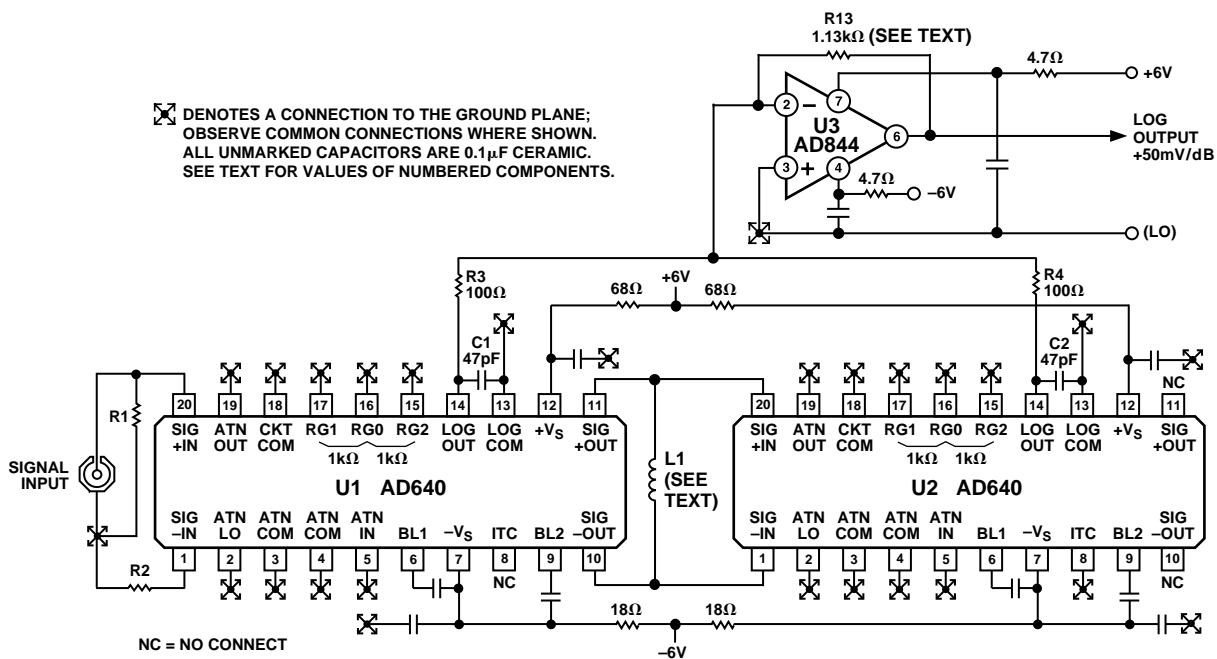 R13
1.13kΩ (SEE TEXT)
4.7Ω
+6V
DENOTES A CONNECTION TO THE GROUND PLANE;
OBSERVE COMMON CONNECTIONS WHERE SHOWN.
ALL UNMARKED CAPACITORS ARE 0.1μF CERAMIC.
SEE TEXT FOR VALUES OF NUMBERED COMPONENTS.
2 – 7
U3
AD844
6
3 + 4
LOG
OUTPUT
+50mV/dB
4.7Ω
–6V
(LO)
R3
100Ω
+6V
68Ω 68Ω
R4
100Ω
C1
47pF
C2
47pF
NC
R1
20 19 18 17 16 15 14 13 12 11
SIG +IN
ATN OUT
CKT COM
RG1 RG0 RG2
LOG OUT
LOG COM
+VS
SIG +OUT
1kΩ 1kΩ
U1 AD640
SIGNAL
INPUT
SIG –IN
ATN LO
ATN COM
ATN COM
ATN IN
BL1
–VS
ITC
BL2
SIG –OUT
1 2 3 4 5 6 7 8 9 10
NC
R2
L1
(SEE
TEXT)
20 19 18 17 16 15 14 13 12 11
SIG +IN
ATN OUT
CKT COM
RG1 RG0 RG2
LOG OUT
LOG COM
+VS
SIG +OUT
1kΩ 1kΩ
U2 AD640
SIG –IN
ATN LO
ATN COM
ATN COM
ATN IN
BL1
–VS
ITC
BL2
SIG –OUT
1 2 3 4 5 6 7 8 9 10
NC
18Ω 18Ω
–6V
NC = NO CONNECT